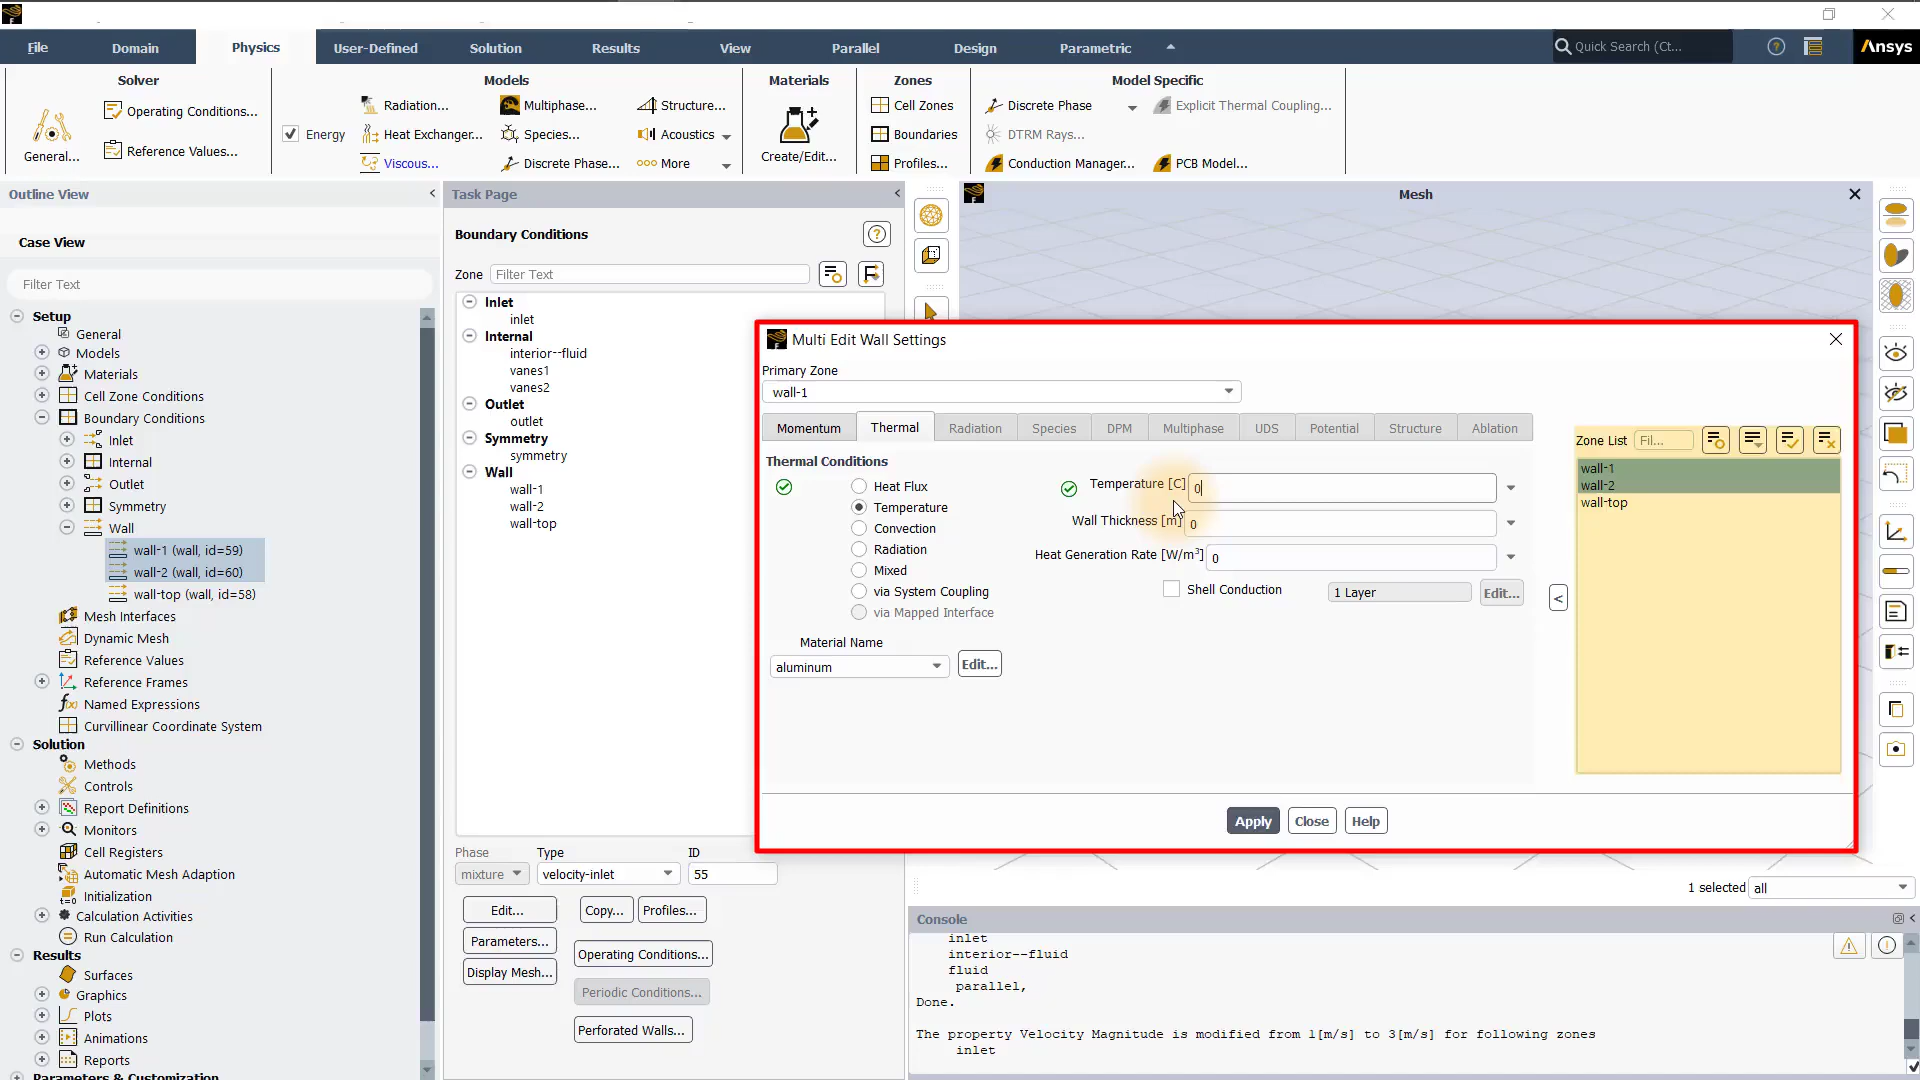 File
Domain
Physics
User-Defined
Solution
Results
View
Parallel
Design
Parametric
Quick Search (Ct...
Ansys
Solver
Models
Materials
Zones
Model Specific
General...
Operating Conditions...
Reference Values...
Energy
Radiation...
Multiphase...
Structure...
Heat Exchanger...
Species...
Acoustics
Viscous...
Discrete Phase...
More
Create/Edit...
Cell Zones
Boundaries
Profiles...
Discrete Phase
Explicit Thermal Coupling...
DTRM Rays...
Conduction Manager...
PCB Model...
Outline View
Case View
Filter Text
Setup
General
Models
Materials
Cell Zone Conditions
Boundary Conditions
Inlet
Internal
Outlet
Symmetry
Wall
wall-1 (wall, id=59)
wall-2 (wall, id=60)
wall-top (wall, id=58)
Mesh Interfaces
Dynamic Mesh
Reference Values
Reference Frames
Named Expressions
Curvillinear Coordinate System
Solution
Methods
Controls
Report Definitions
Monitors
Cell Registers
Automatic Mesh Adaption
Initialization
Calculation Activities
Run Calculation
Results
Surfaces
Graphics
Plots
Animations
Reports
Parameters & Customization
Task Page
Boundary Conditions
Zone Filter Text
Inlet
inlet
Internal
interior--fluid
vanes1
vanes2
Outlet
outlet
Symmetry
symmetry
Wall
wall-1
wall-2
wall-top
Phase
Type
ID
mixture
velocity-inlet
55
Edit...
Copy...
Profiles...
Parameters...
Operating Conditions...
Display Mesh...
Periodic Conditions...
Perforated Walls...
Mesh
Multi Edit Wall Settings
Primary Zone
wall-1
Momentum
Thermal
Radiation
Species
DPM
Multiphase
UDS
Potential
Structure
Ablation
Thermal Conditions
Heat Flux
Temperature
Convection
Radiation
Mixed
via System Coupling
via Mapped Interface
Material Name
aluminum
Edit...
Temperature [C] 0
Wall Thickness [m] 0
Heat Generation Rate [W/m³] 0
Shell Conduction
1 Layer
Edit...
<
Zone List Fil...
wall-1
wall-2
wall-top
Apply
Close
Help
1 selected all
Console
inlet
interior--fluid
fluid
parallel,
Done.
The property Velocity Magnitude is modified from 1[m/s] to 3[m/s] for following zones
inlet